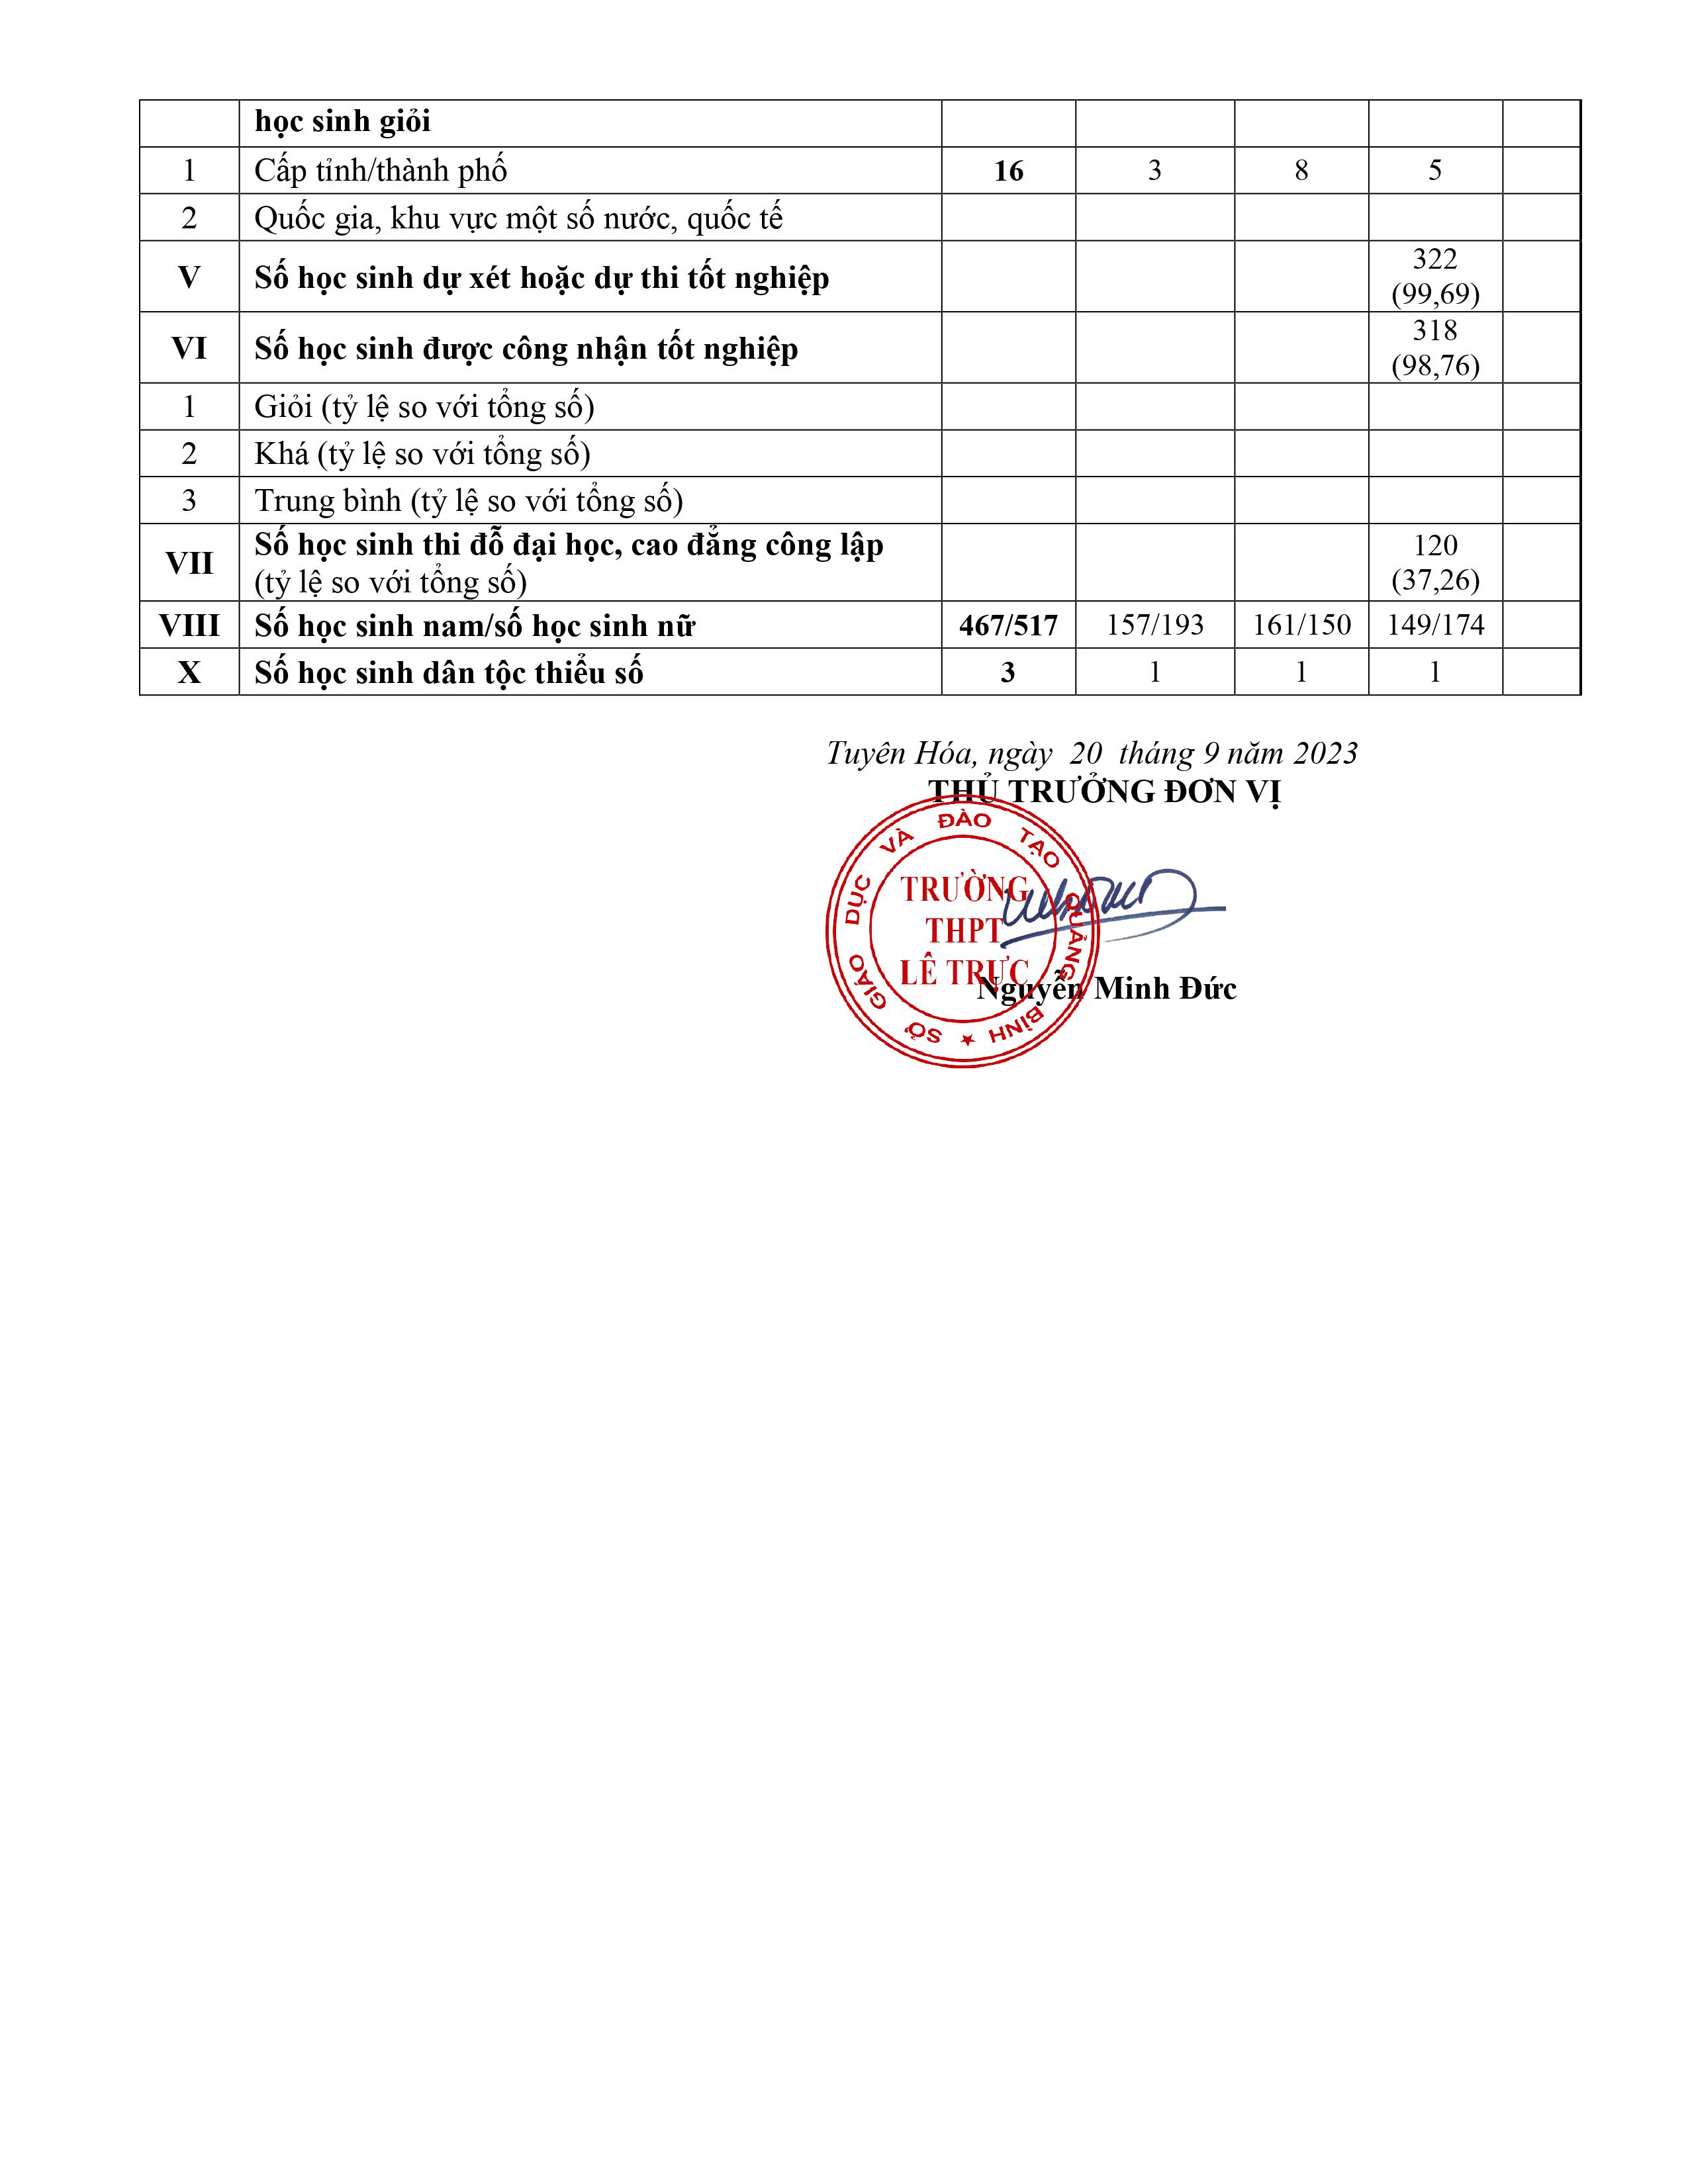 học sinh giỏi
1 Cấp tỉnh/thành phố 16 3 8 5
2 Quốc gia, khu vực một số nước, quốc tế
V Số học sinh dự xét hoặc dự thi tốt nghiệp 322 (99,69)
VI Số học sinh được công nhận tốt nghiệp 318 (98,76)
1 Giỏi (tỷ lệ so với tổng số)
2 Khá (tỷ lệ so với tổng số)
3 Trung bình (tỷ lệ so với tổng số)
VII Số học sinh thi đỗ đại học, cao đẳng công lập 120
(tỷ lệ so với tổng số) (37,26)
VIII Số học sinh nam/số học sinh nữ 467/517 157/193 161/150 149/174
X Số học sinh dân tộc thiểu số 3 1 1 1
Tuyên Hóa, ngày 20 tháng 9 năm 2023
THỦ TRƯỞNG ĐƠN VỊ
SỞ GIÁO DỤC VÀ ĐÀO TẠO QUẢNG BÌNH
TRƯỜNG
THPT
LÊ TRỰC
Nguyễn Minh Đức